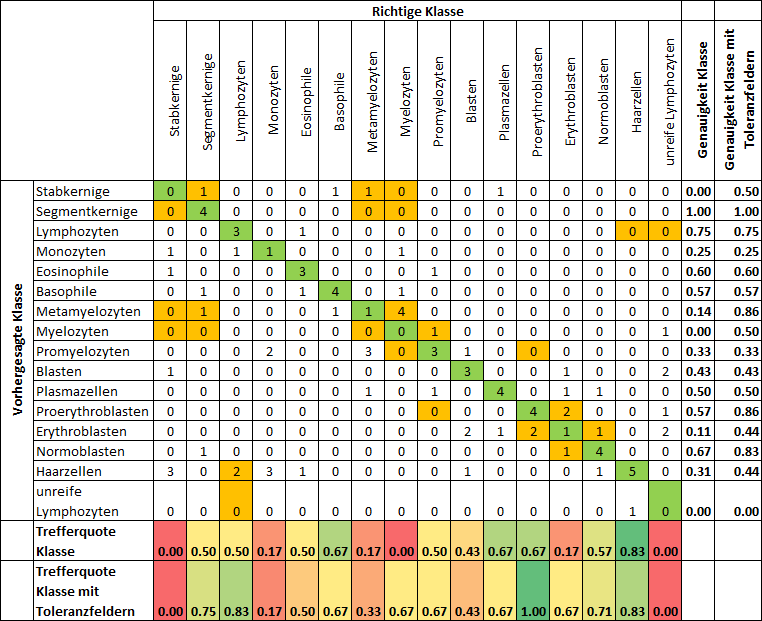 Richtige Klasse
Stabkernige Segmentkernige Lymphozyten Monozyten Eosinophile Basophile Metamyelozyten Myelozyten Promyelozyten Blasten Plasmazellen Proerythroblasten Erythroblasten Normoblasten Haarzellen unreife Lymphozyten Genauigkeit Klasse Genauigkeit Klasse mit Toleranzfeldern
Vorhergesagte Klasse
Stabkernige 0 1 0 0 0 1 1 0 0 0 1 0 0 0 0 0 0.00 0.50
Segmentkernige 0 4 0 0 0 0 0 0 0 0 0 0 0 0 0 0 1.00 1.00
Lymphozyten 0 0 3 0 1 0 0 0 0 0 0 0 0 0 0 0 0.75 0.75
Monozyten 1 0 1 1 0 0 0 1 0 0 0 0 0 0 0 0 0.25 0.25
Eosinophile 1 0 0 0 3 0 0 0 1 0 0 0 0 0 0 0 0.60 0.60
Basophile 0 1 0 0 1 4 0 1 0 0 0 0 0 0 0 0 0.57 0.57
Metamyelozyten 0 1 0 0 0 1 1 4 0 0 0 0 0 0 0 0 0.14 0.86
Myelozyten 0 0 0 0 0 0 0 0 1 0 0 0 0 0 0 1 0.00 0.50
Promyelozyten 0 0 0 2 0 0 3 0 3 1 0 0 0 0 0 0 0.33 0.33
Blasten 1 0 0 0 0 0 0 0 0 3 0 0 1 0 0 2 0.43 0.43
Plasmazellen 0 0 0 0 0 0 1 0 1 0 4 0 1 1 0 0 0.50 0.50
Proerythroblasten 0 0 0 0 0 0 0 0 0 0 0 4 2 0 0 1 0.57 0.86
Erythroblasten 0 0 0 0 0 0 0 0 0 2 1 2 1 1 0 2 0.11 0.44
Normoblasten 0 1 0 0 0 0 0 0 0 0 0 0 1 4 0 0 0.67 0.83
Haarzellen 3 0 2 3 1 0 0 0 0 1 0 0 0 1 5 0 0.31 0.44
unreife
Lymphozyten 0 0 0 0 0 0 0 0 0 0 0 0 0 0 1 0 0.00 0.00
Trefferquote
Klasse 0.00 0.50 0.50 0.17 0.50 0.67 0.17 0.00 0.50 0.43 0.67 0.67 0.17 0.57 0.83 0.00
Trefferquote
Klasse mit
Toleranzfeldern 0.00 0.75 0.83 0.17 0.50 0.67 0.33 0.67 0.67 0.43 0.67 1.00 0.67 0.71 0.83 0.00